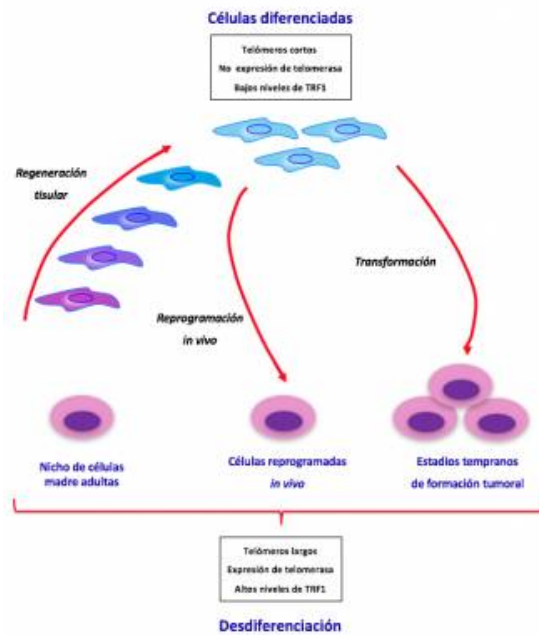 Células diferenciadas
Telómeros cortos
No expresión de telomerasa
Bajos niveles de TRF1
Regeneración
tisular
Transformación
Reprogramación
in vivo
Nicho de células
madre adultas
Células reprogramadas
in vivo
Estadios tempranos
de formación tumoral
Telómeros largos
Expresión de telomerasa
Altos niveles de TRF1
Desdiferenciación